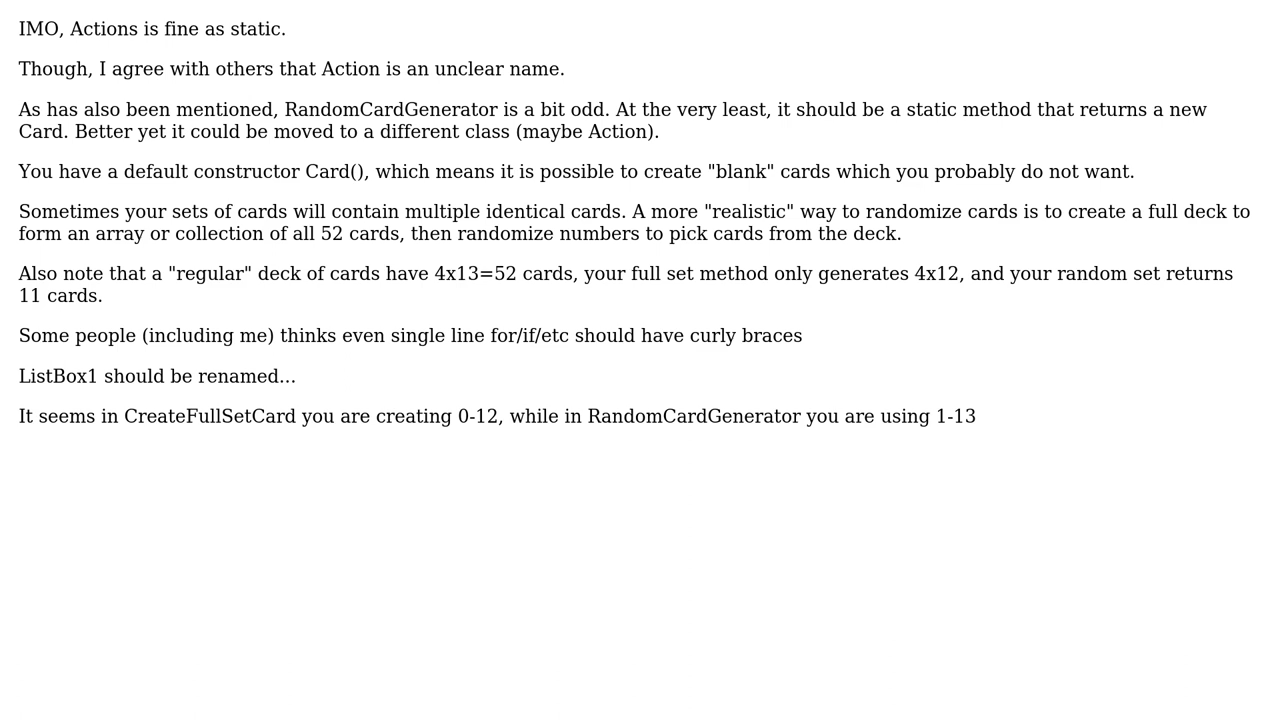 IMO, Actions is fine as static.
Though, I agree with others that Action is an unclear name.
As has also been mentioned, RandomCardGenerator is a bit odd. At the very least, it should be a static method that returns a new
Card. Better yet it could be moved to a different class (maybe Action).
You have a default constructor Card(), which means it is possible to create "blank" cards which you probably do not want.
Sometimes your sets of cards will contain multiple identical cards. A more "realistic" way to randomize cards is to create a full deck to
form an array or collection of all 52 cards, then randomize numbers to pick cards from the deck.
Also note that a "regular" deck of cards have 4x13=52 cards, your full set method only generates 4x12, and your random set returns
11 cards.
Some people (including me) thinks even single line for/if/etc should have curly braces
ListBox1 should be renamed...
It seems in CreateFullSetCard you are creating 0-12, while in RandomCardGenerator you are using 1-13